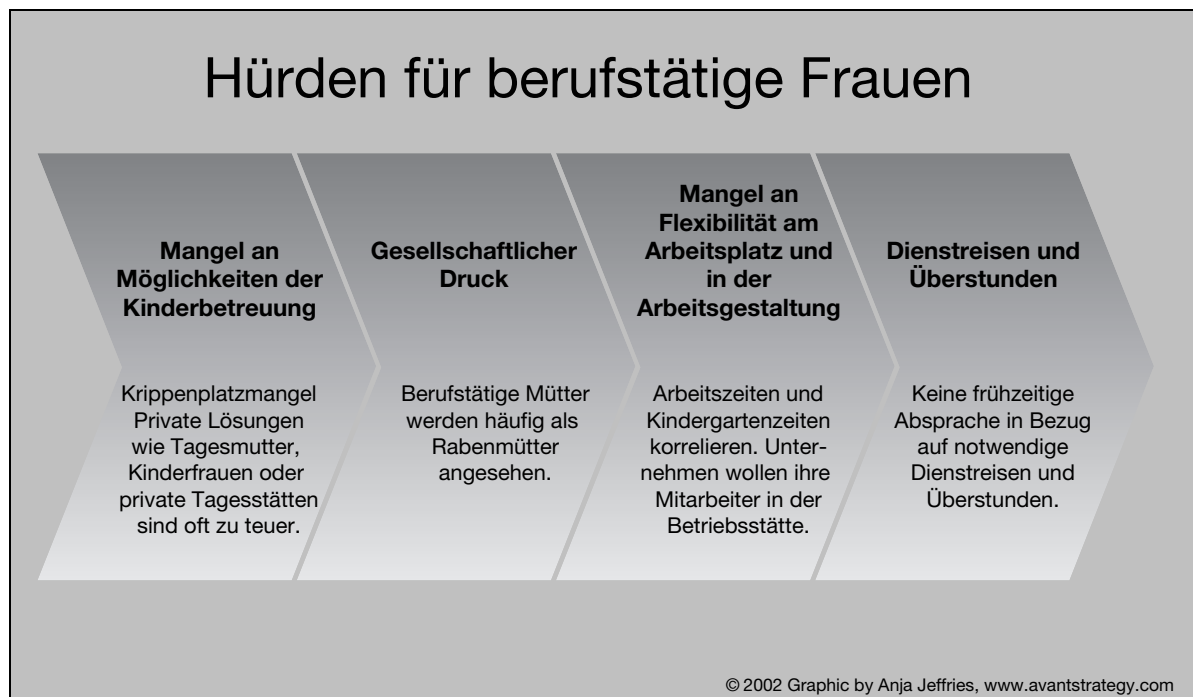 Hürden für berufstätige Frauen
Mangel an
Möglichkeiten der
Kinderbetreuung
Krippenplatzmangel
Private Lösungen
wie Tagesmutter,
Kinderfrauen oder
private Tagesstätten
sind oft zu teuer.
Gesellschaftlicher
Druck
Berufstätige Mütter
werden häufig als
Rabenmütter
angesehen.
Mangel an
Flexibilität am
Arbeitsplatz und
in der
Arbeitsgestaltung
Arbeitszeiten und
Kindergartenzeiten
korrelieren. Unter-
nehmen wollen ihre
Mitarbeiter in der
Betriebsstätte.
Dienstreisen und
Überstunden
Keine frühzeitige
Absprache in Bezug
auf notwendige
Dienstreisen und
Überstunden.
© 2002 Graphic by Anja Jeffries, www.avantstrategy.com